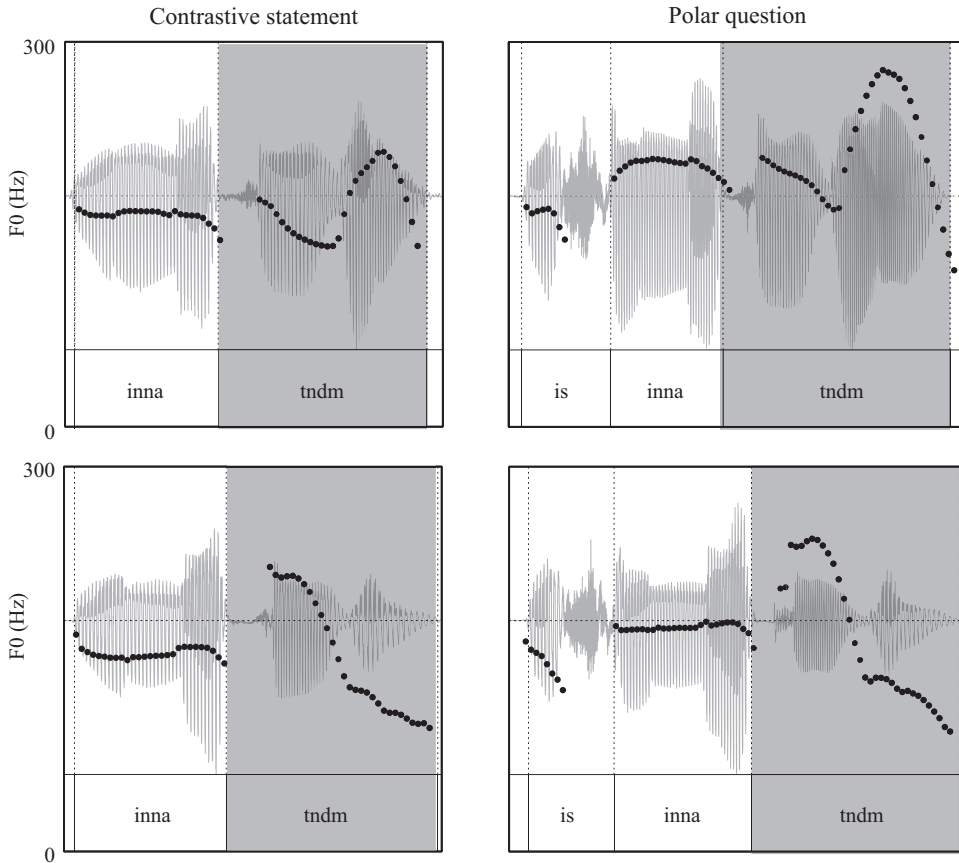 Contrastive statement
Polar question
300
F0 (Hz)
inna tndm
is inna tndm
0
300
F0 (Hz)
inna tndm
is inna tndm
0